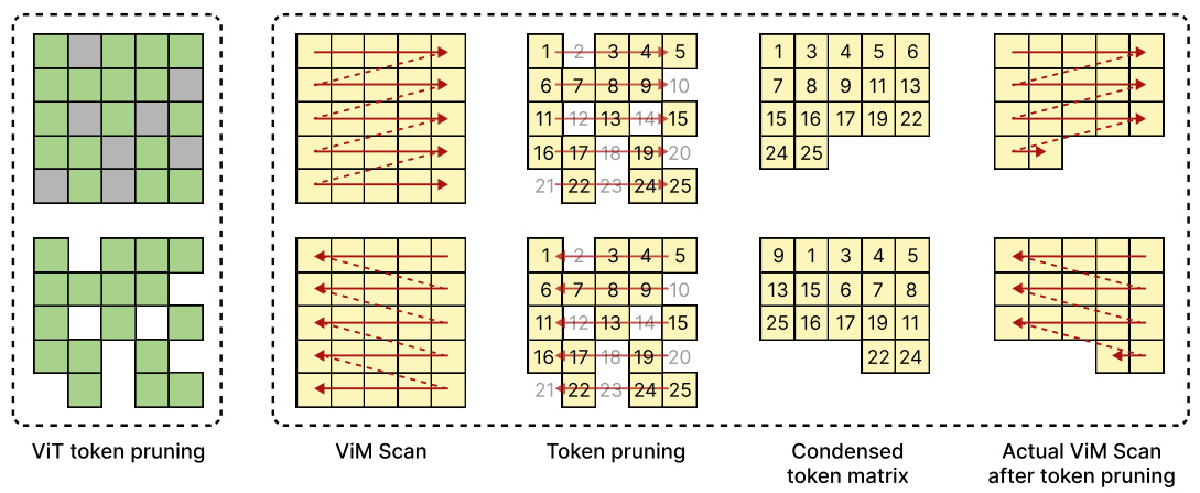 1 2 3 4 5
6 7 8 9 10
11 12 13 14 15
16 17 18 19 20
21 22 23 24 25
1 3 4 5 6
7 8 9 11 13
15 16 17 19 22
24 25
1 2 3 4 5
6 7 8 9 10
11 12 13 14 15
16 17 18 19 20
21 22 23 24 25
9 1 3 4 5
13 15 6 7 8
25 16 17 19 11
22 24
ViT token pruning
ViM Scan
Token pruning
Condensed
token matrix
Actual ViM Scan
after token pruning